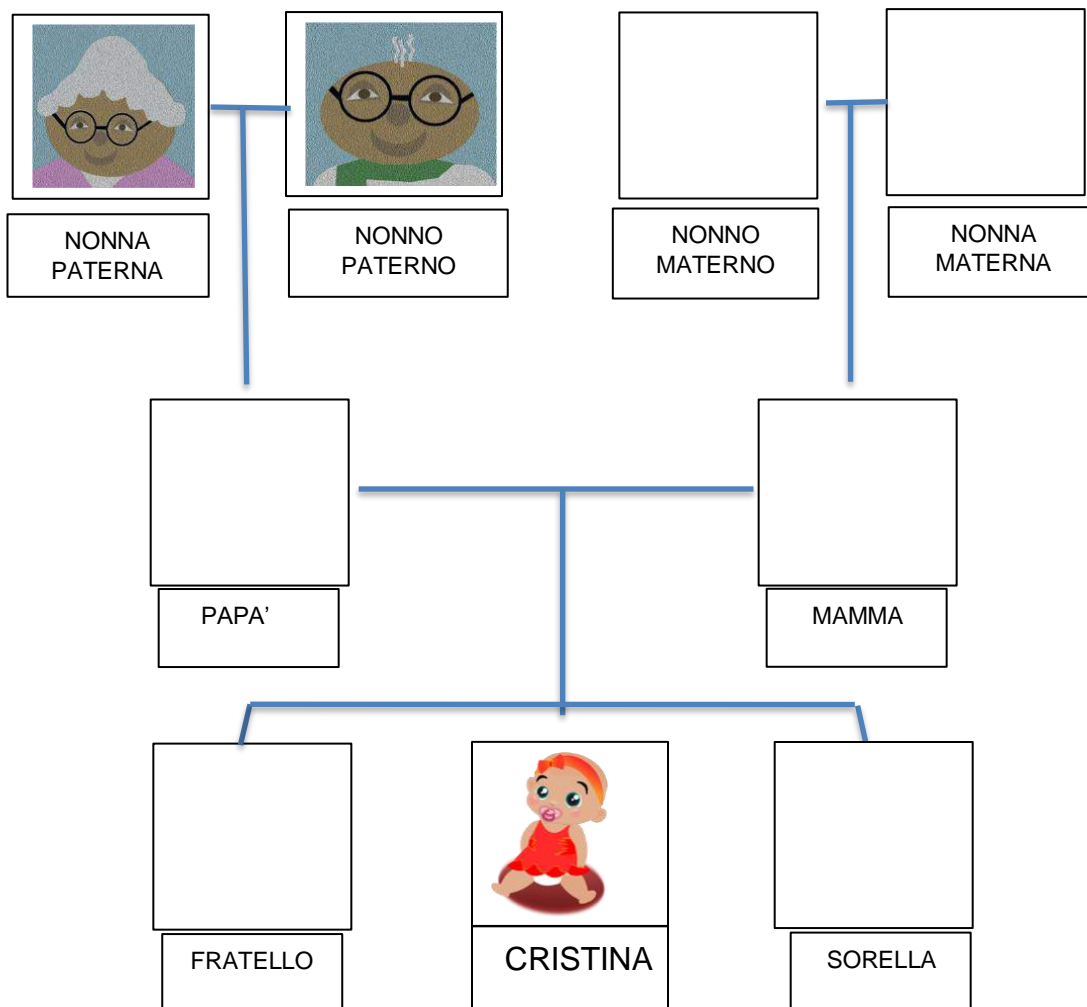 NONNA
PATERNA
NONNO
PATERNO
NONNO
MATERNO
NONNA
MATERNA
PAPA’
MAMMA
FRATELLO
CRISTINA
SORELLA